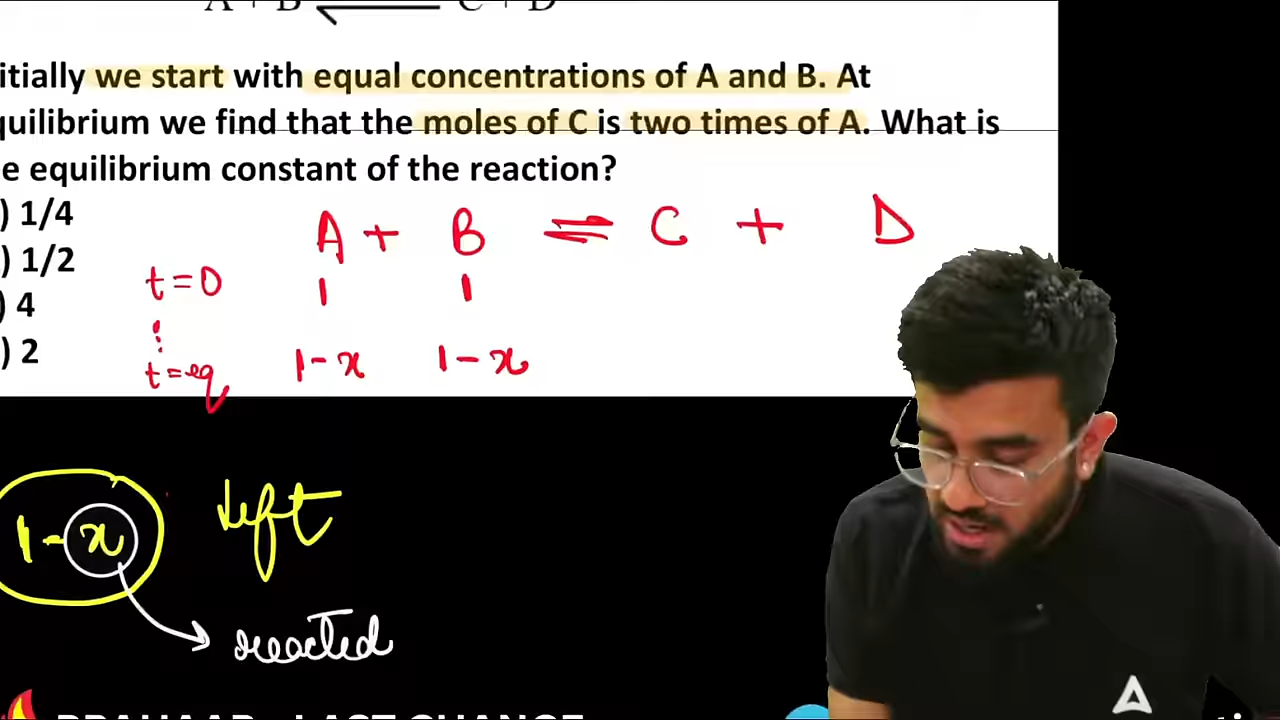 A + B ⇌ C + D
itially we start with equal concentrations of A and B. At
quilibrium we find that the moles of C is two times of A. What is
e equilibrium constant of the reaction?
) 1/4
) 1/2
) 4
) 2
A + B ⇌ C + D
t = 0 1 1
t = eq 1 - x 1 - x
1 - x left
reacted